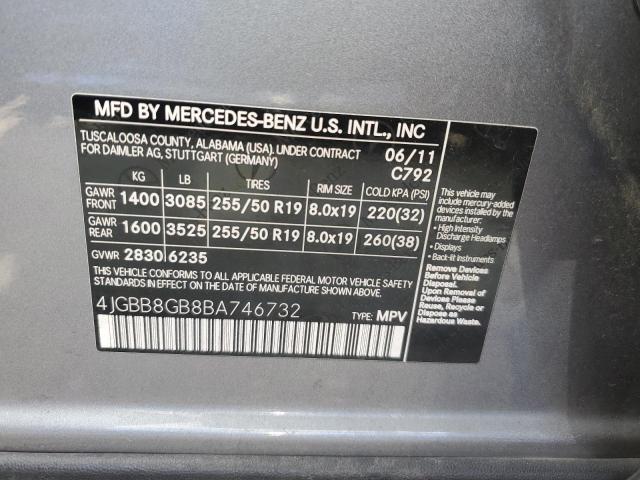 MFD BY MERCEDES-BENZ U.S. INTL., INC
TUSCALOOSA COUNTY, ALABAMA (USA). UNDER CONTRACT
FOR DAIMLER AG, STUTTGART (GERMANY)
06/11
C792
KG LB TIRES RIM SIZE COLD KPA (PSI)
GAWR FRONT 1400 3085 255/50 R19 8.0x19 220(32)
GAWR REAR 1600 3525 255/50 R19 8.0x19 260(38)
GVWR 2830 6235
THIS VEHICLE CONFORMS TO ALL APPLICABLE FEDERAL MOTOR VEHICLE SAFETY
STANDARDS IN EFFECT ON THE DATE OF MANUFACTURE SHOWN ABOVE.
4JGBB8GB8BA746732
TYPE: MPV
This vehicle may
include mercury-added
devices installed by the
manufacturer:
• High Intensity
Discharge Headlamps
• Displays
• Back-lit Instruments
Remove Devices
Before Vehicle
Disposal.
Upon Removal of
Devices Please
Reuse, Recycle or
Dispose as
Hazardous Waste.